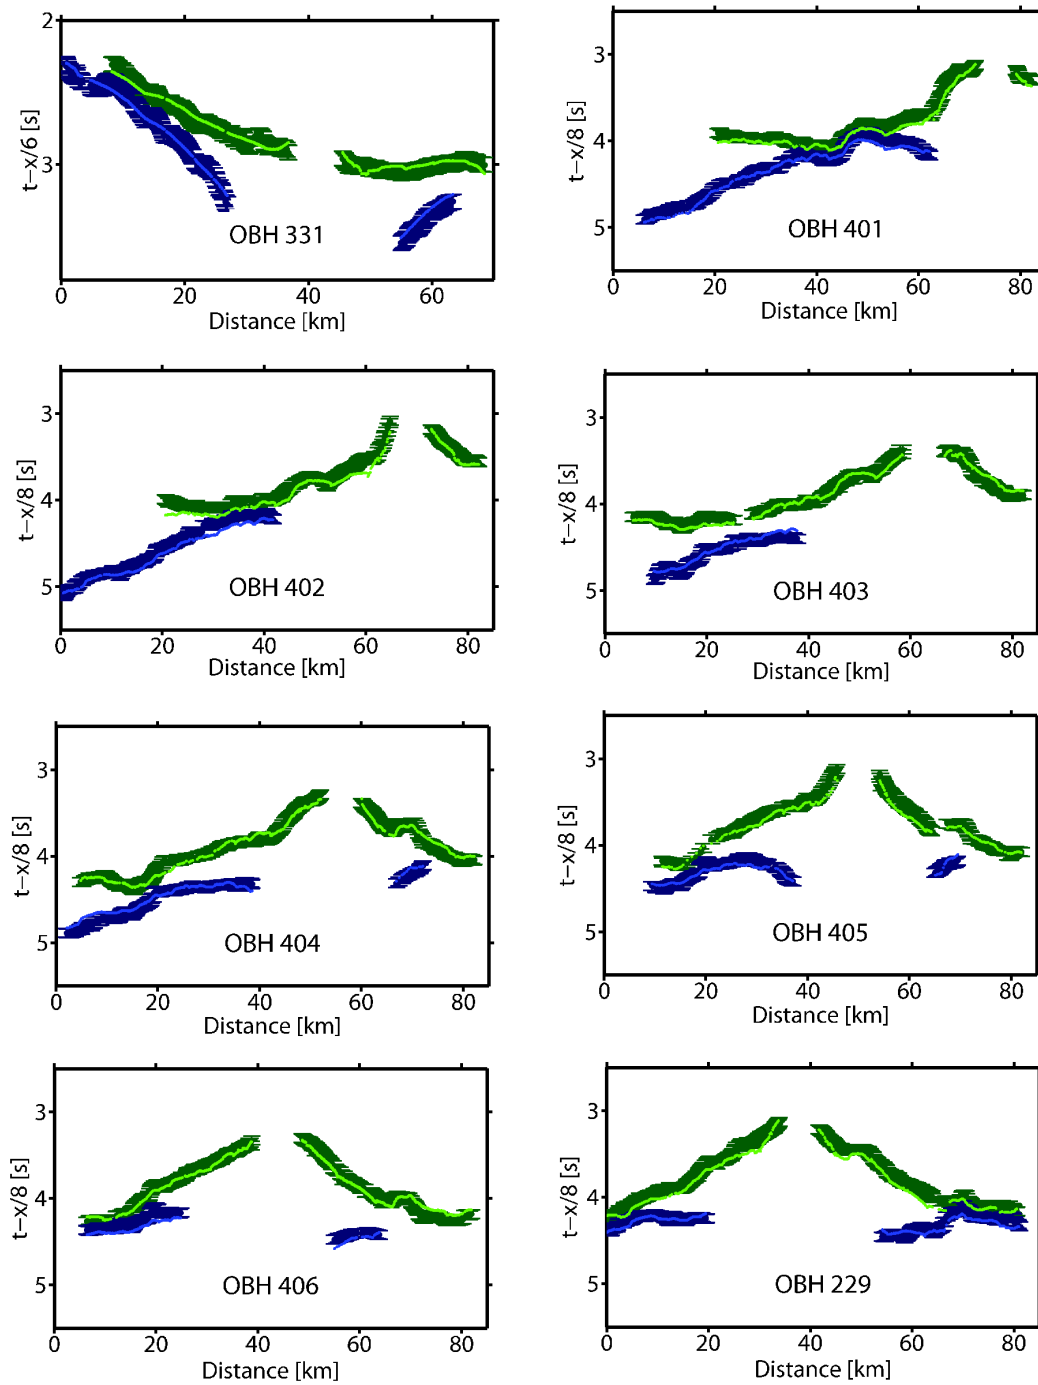 2
3
t−x/6 [s]
OBH 331
0 20 40 60
Distance [km]
3
4
5
t−x/8 [s]
OBH 401
0 20 40 60 80
Distance [km]
3
4
5
t−x/8 [s]
OBH 402
0 20 40 60 80
Distance [km]
3
4
5
t−x/8 [s]
OBH 403
0 20 40 60 80
Distance [km]
3
4
5
t−x/8 [s]
OBH 404
0 20 40 60 80
Distance [km]
3
4
5
t−x/8 [s]
OBH 405
0 20 40 60 80
Distance [km]
3
4
5
t−x/8 [s]
OBH 406
0 20 40 60 80
Distance [km]
3
4
5
t−x/8 [s]
OBH 229
0 20 40 60 80
Distance [km]